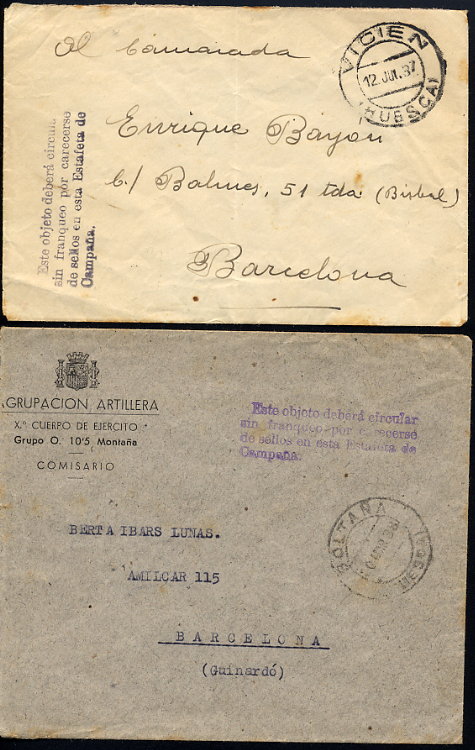 Al Camarada
VICIEN
12 JUL.37
(HUESCA)
Este objeto deberá circular
sin franqueo por carecerse
de sellos en esta Estafeta de
Campaña.
Enrique Bayon
C./ Balmes, 51 tda (Bisbal)
Barcelona
AGRUPACION ARTILLERA
X.º CUERPO DE EJERCITO
Grupo O. 10'5 Montaña
COMISARIO
Este objeto deberá circular
sin franqueo por carecerse
de sellos en esta Estafeta de
Campaña.
BOLTAÑA
(HUESCA)
BERTA IBARS LUNAS.
AMILCAR 115
BARCELONA
(Guinardó)